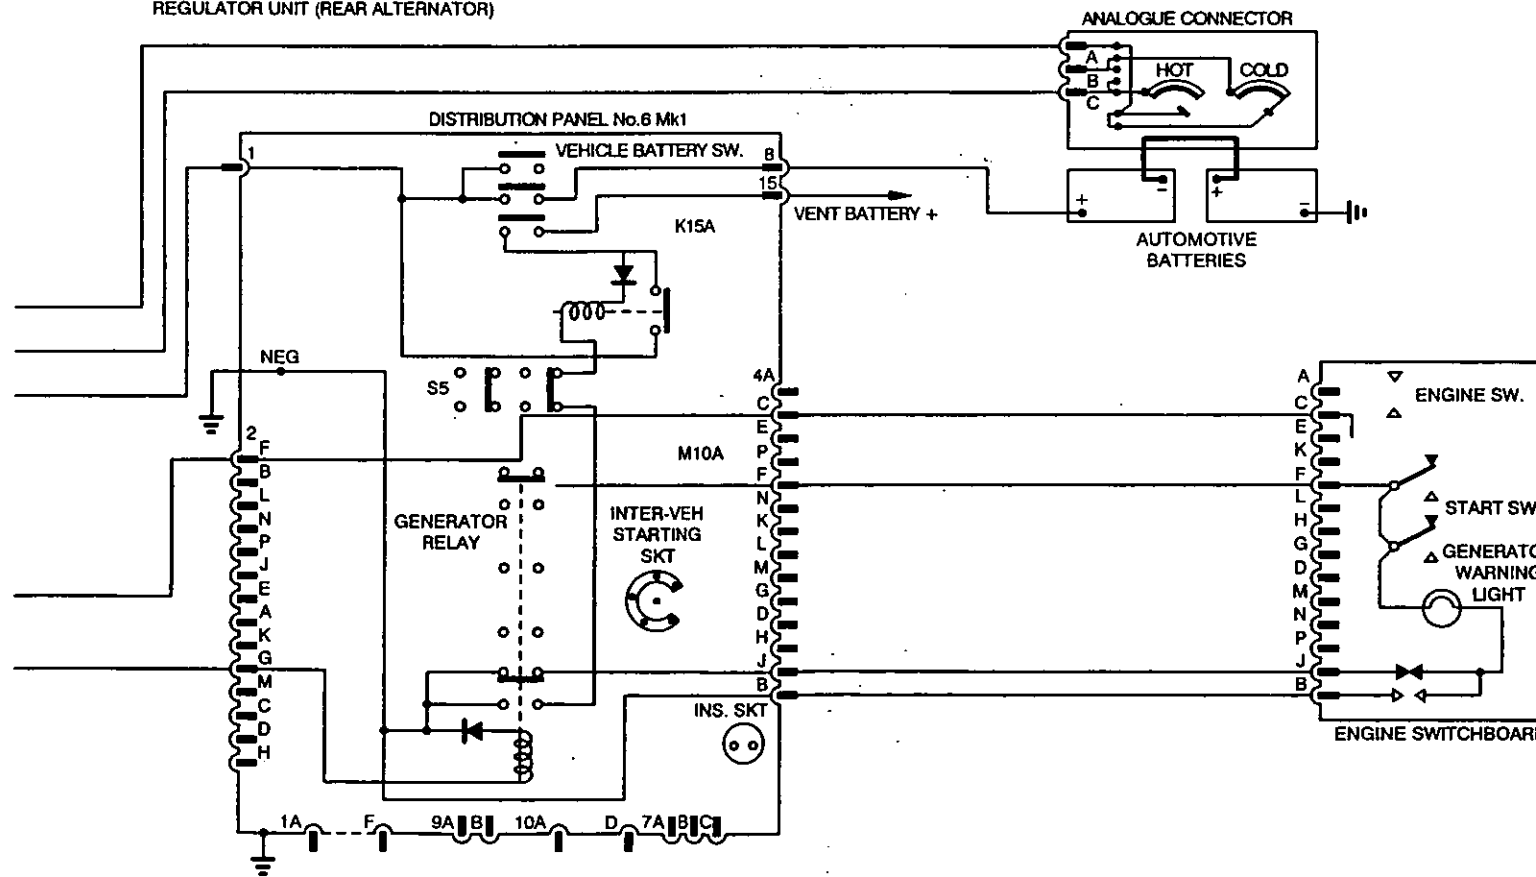 REGULATOR UNIT (REAR ALTERNATOR)
ANALOGUE CONNECTOR
A
B
C
HOT
COLD
DISTRIBUTION PANEL No.6 Mk1
1
VEHICLE BATTERY SW.
8
15
VENT BATTERY +
K15A
+
-
+
-
AUTOMOTIVE
BATTERIES
NEG
S5
4A
C
E
P
F
N
K
L
M
G
D
H
J
B
M10A
2
F
B
L
N
P
J
E
A
K
G
M
C
D
H
GENERATOR
RELAY
INTER-VEH
STARTING
SKT
INS. SKT
A
C
E
K
F
L
H
G
D
M
N
P
J
B
ENGINE SW.
START SW
GENERATO
WARNING
LIGHT
ENGINE SWITCHBOARD
1A
F
9A
B
10A
D
7A
B
C